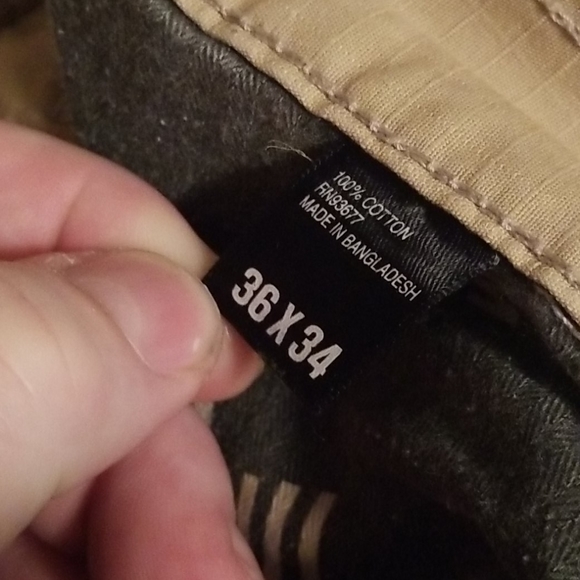 100% COTTON
RN93677
MADE IN BANGLADESH
36 X 34